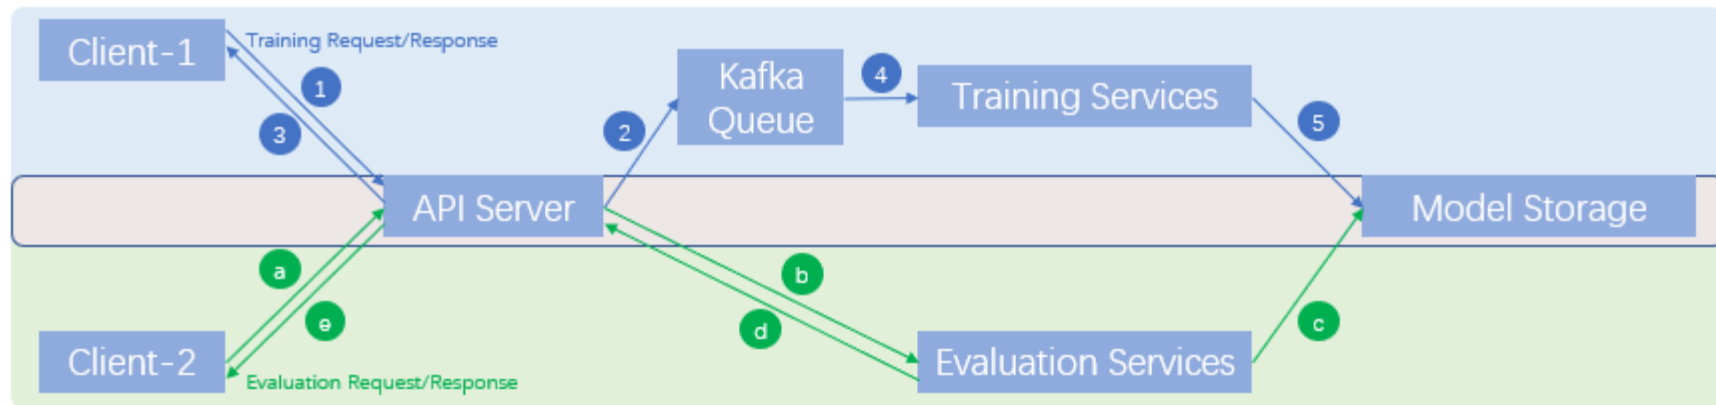 Client-1
Training Request/Response
1
3
2
Kafka
Queue
4
Training Services
5
API Server
Model Storage
a
e
b
d
c
Client-2
Evaluation Request/Response
Evaluation Services